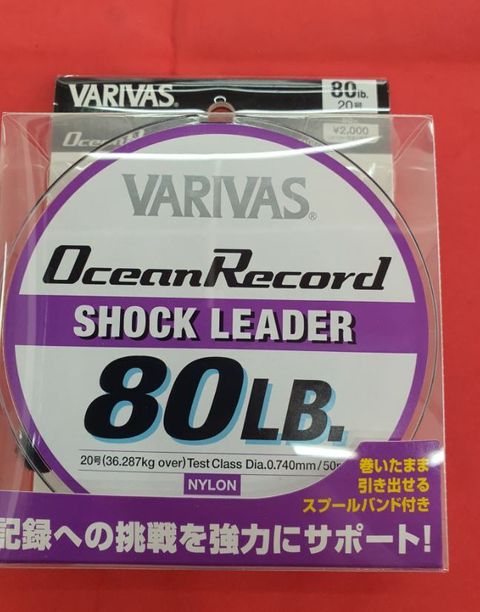 VARIVAS 80lb.
20号
Ocean
¥2,000
VARIVAS®
Ocean Record
SHOCK LEADER
80LB.
20号(36.287kg over) Test Class Dia.0.740mm/50
NYLON
巻いたまま
引き出せる
スプールバンド付き
記録への挑戦を強力にサポート!